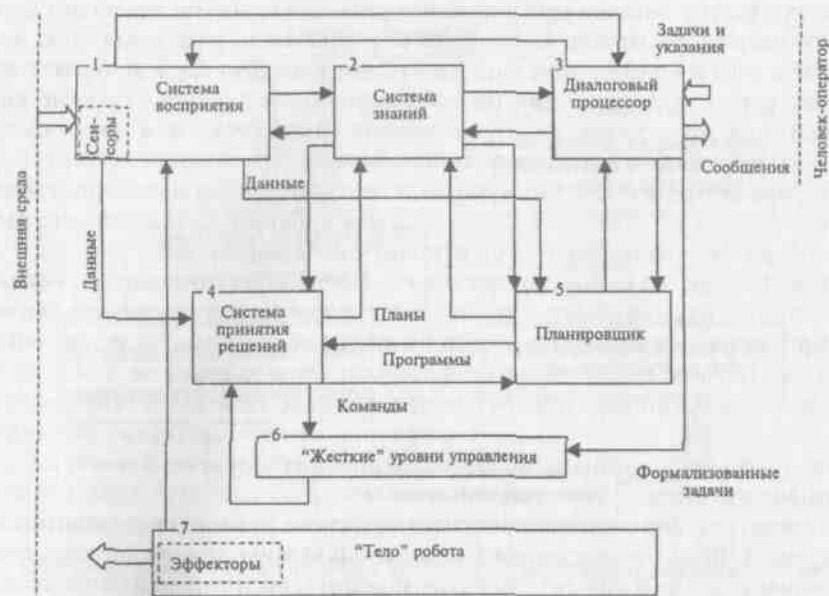 Задачи и
указания
1
Система
восприятия
2
Система
знаний
3
Диалоговый
процессор
Сен-
соры
Сообщения
Человек-оператор
Внешняя среда
Данные
Данные
4
Система
принятия
решений
Планы
Программы
5
Планировщик
Команды
6
"Жесткие" уровни управления
Формализованные
задачи
7
"Тело" робота
Эффекторы